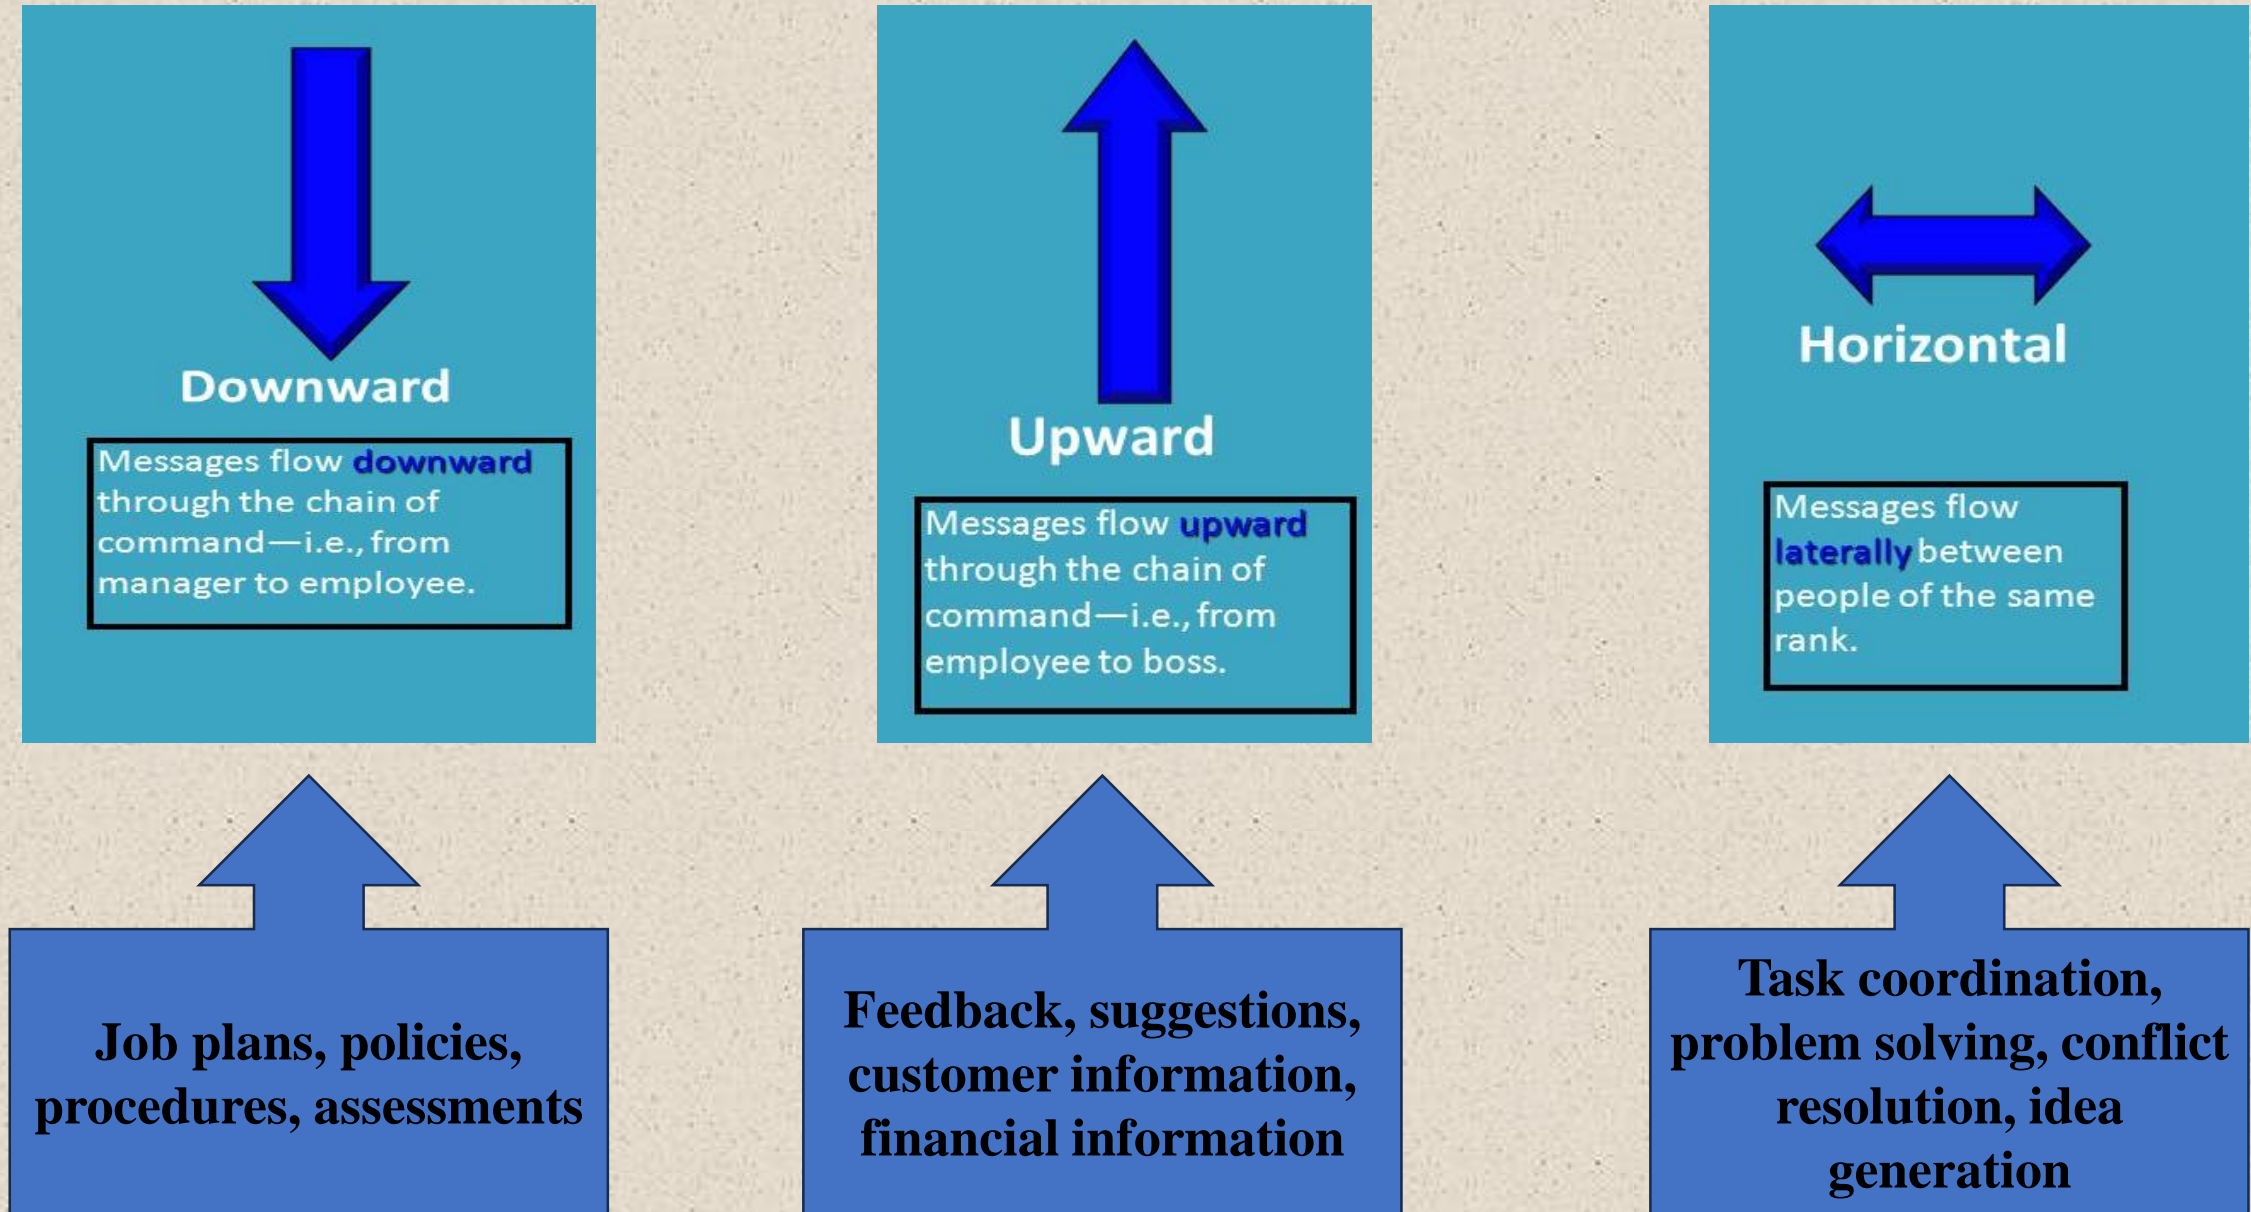 Downward
Messages flow downward
through the chain of
command—i.e., from
manager to employee.
Upward
Messages flow upward
through the chain of
command—i.e., from
employee to boss.
Horizontal
Messages flow
laterally between
people of the same
rank.
Job plans, policies,
procedures, assessments
Feedback, suggestions,
customer information,
financial information
Task coordination,
problem solving, conflict
resolution, idea
generation